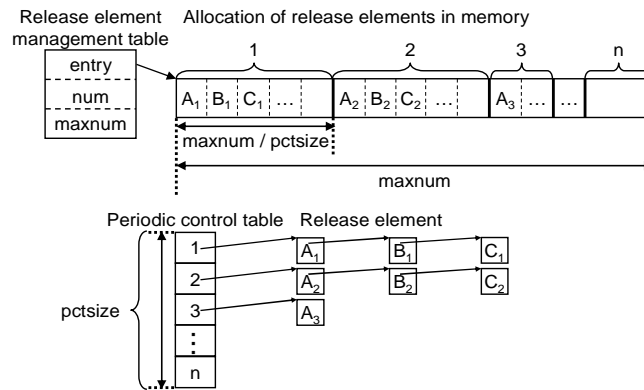 Release element
management table
Allocation of release elements in memory
1
2
3
n
entry
num
maxnum
A₁ B₁ C₁ ... A₂ B₂ C₂ ... A₃ ... ...
maxnum / pctsize
maxnum
Periodic control table
Release element
1
A₁ B₁ C₁
2
A₂ B₂ C₂
3
A₃
⋮
n
pctsize